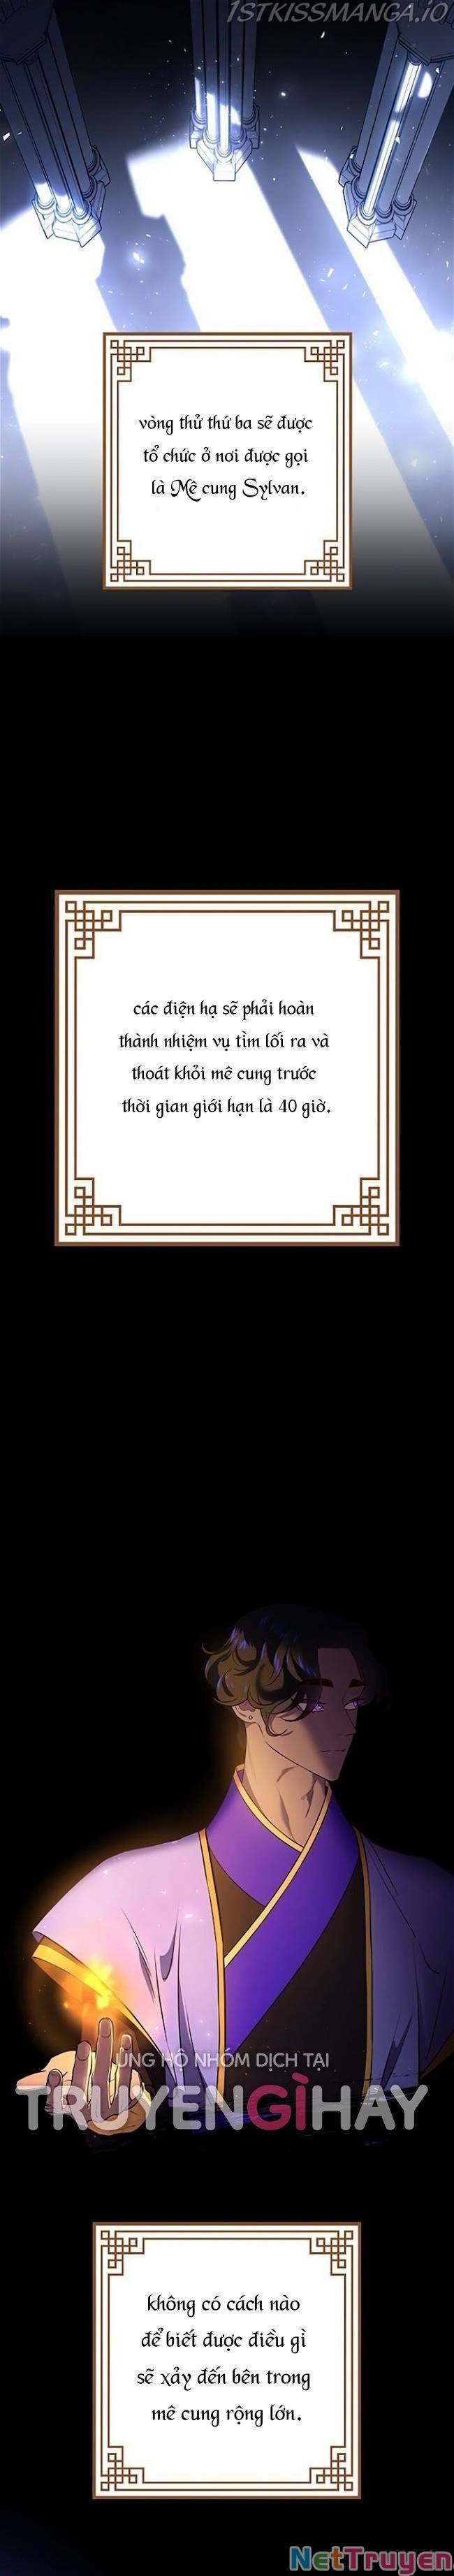 1STKISSMANGA.IO
vòng thử thứ ba sẽ được
tổ chức ở nơi được gọi
là Mê cung Sylvan.
các điện hạ sẽ phải hoàn
thành nhiệm vụ tìm lối ra và
thoát khỏi mê cung trước
thời gian giới hạn là 40 giờ.
ỦNG HỘ NHÓM DỊCH TẠI
TRUYENGÌHAY
không có cách nào
để biết được điều gì
sẽ xảy đến bên trong
mê cung rộng lớn.
NetTruyen